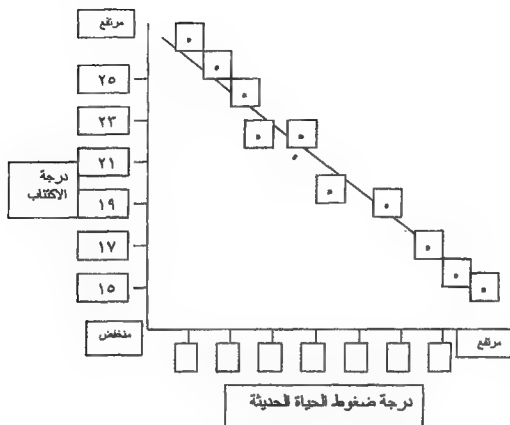 مرتفع
٢٥
٢٣
٢١
درجة
الاكتئاب
١٩
١٧
١٥
منخفض
مرتفع
درجة ضغوط الحياة الحديثة